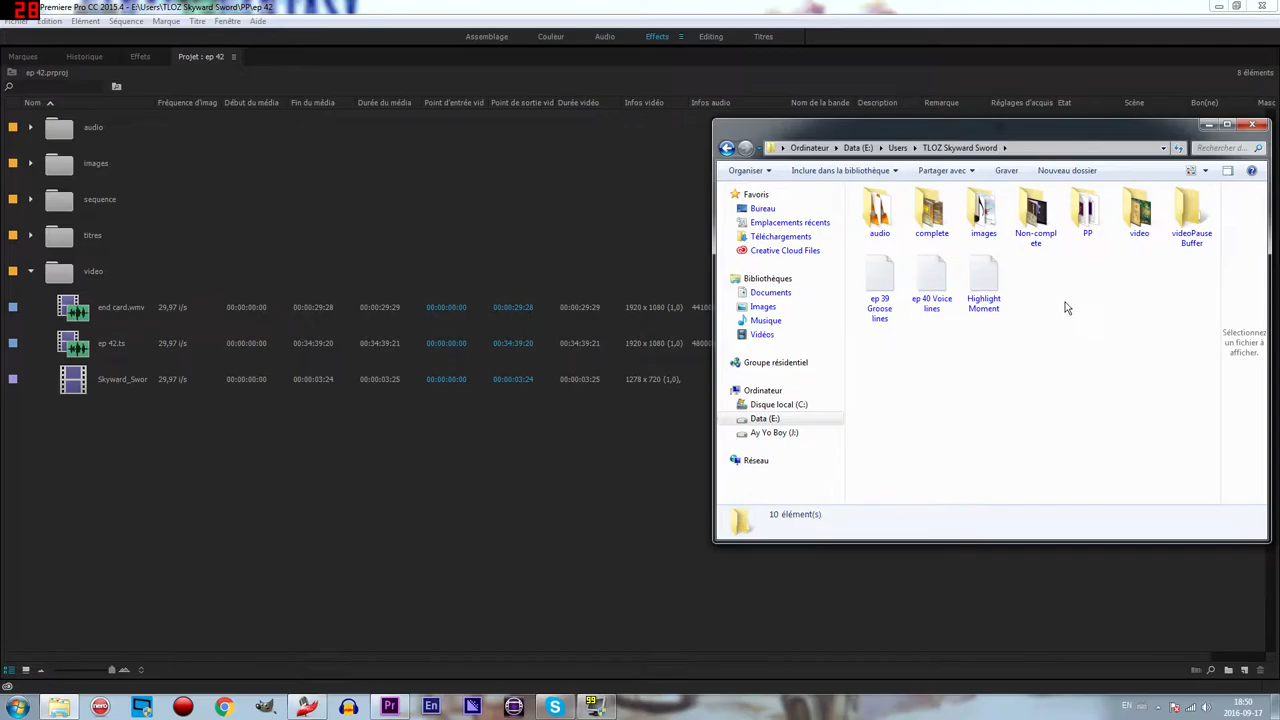 28
Premiere Pro CC 2015.4 - E:\Users\TLOZ Skyward Sword\PP\ep 42
Fichier Edition Elément Séquence Marque Titre Fenêtre Aide
Assemblage Couleur Audio Effects Editing Titres
Marques Historique Effets Projet : ep 42
ep 42.prproj 8 éléments
Nom Fréquence d'imag Début du média Fin du média Durée du média Point d'entrée vid Point de sortie vid Durée vidéo Infos vidéo Infos audio Nom de la bande Description Remarque Réglages d'acquis Etat Scène Bon(ne) Masq
audio
images
sequence
titres
video
end card.wmv 29,97 i/s 00:00:00:00 00:00:29:28 00:00:29:29 00:00:00:00 00:00:29:28 00:00:29:29 1920 x 1080 (1,0) 44100
ep 42.ts 29,97 i/s 00:00:00:00 00:34:39:20 00:34:39:21 00:00:00:00 00:34:39:20 00:34:39:21 1920 x 1080 (1,0) 48000
Skyward_Swor 29,97 i/s 00:00:00:00 00:00:03:24 00:00:03:25 00:00:00:00 00:00:03:24 00:00:03:25 1278 x 720 (1,0),
Ordinateur Data (E:) Users TLOZ Skyward Sword Rechercher d...
Organiser Inclure dans la bibliothèque Partager avec Graver Nouveau dossier
Favoris
Bureau
Emplacements récents
Téléchargements
Creative Cloud Files
Bibliothèques
Documents
Images
Musique
Vidéos
Groupe résidentiel
Ordinateur
Disque local (C:)
Data (E:)
Ay Yo Boy (J:)
Réseau
audio complete images Non-compl PP video videoPause
ete Buffer
ep 39 ep 40 Voice Highlight
Groose lines Moment
lines
Sélectionnez
un fichier à
afficher.
10 élément(s)
Pr En 99
EN 18:50
2016-09-17